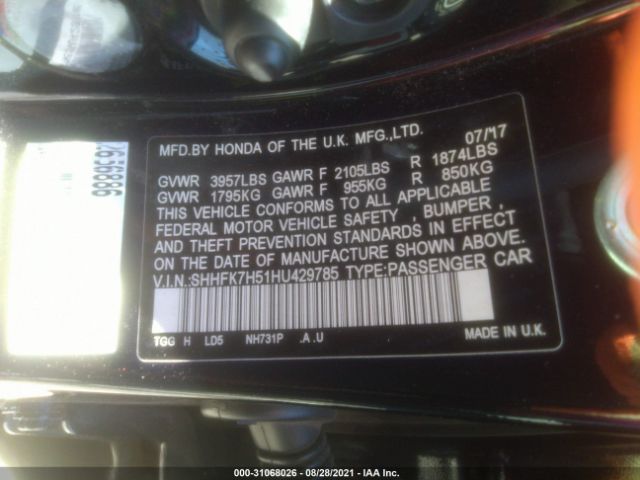 MFD.BY HONDA OF THE U.K. MFG.,LTD. 07/17
GVWR 3957LBS GAWR F 2105LBS R 1874LBS
GVWR 1795KG GAWR F 955KG R 850KG
THIS VEHICLE CONFORMS TO ALL APPLICABLE
FEDERAL MOTOR VEHICLE SAFETY , BUMPER ,
AND THEFT PREVENTION STANDARDS IN EFFECT
ON THE DATE OF MANUFACTURE SHOWN ABOVE.
V.I.N.:SHHFK7H51HU429785 TYPE:PASSENGER CAR
TGG H LD5 NH731P .A .U MADE IN U.K.
000-31068026 - 08/28/2021 - IAA Inc.